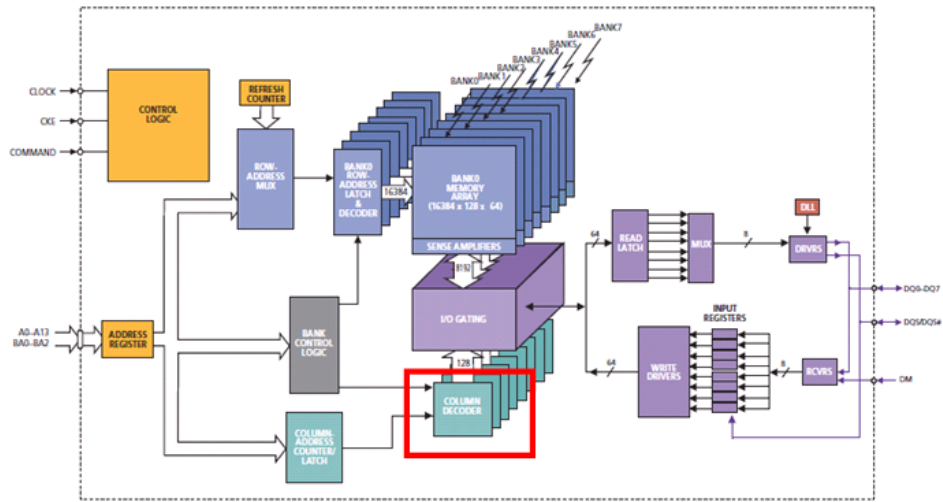 BANK7
BANK6
BANK5
BANK4
BANK3
BANK2
BANK1
BANK0
CLOCK
CKE
COMMAND
CONTROL
LOGIC
REFRESH
COUNTER
ROW-
ADDRESS
MUX
BANK0
ROW-
ADDRESS
LATCH
&
DECODER
16384
BANK0
MEMORY
ARRAY
(16384 x 128 x 64)
SENSE AMPLIFIERS
8192
I/O GATING
64
READ
LATCH
MUX
8
DLL
DRVRS
DQ0–DQ7
DQS/DQS#
A0–A13
BA0–BA2
ADDRESS
REGISTER
BANK
CONTROL
LOGIC
128
COLUMN
DECODER
COLUMN-
ADDRESS
COUNTER/
LATCH
64
WRITE
DRIVERS
INPUT
REGISTERS
8
RCVRS
DM